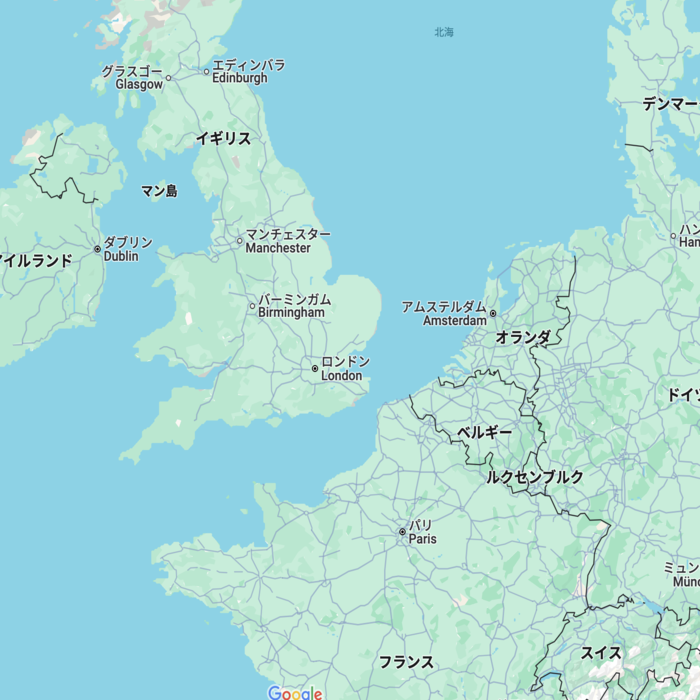 北海
エディンバラ
Edinburgh
グラスゴー
Glasgow
デンマー
イギリス
マン島
ハン
Han
マンチェスター
Manchester
ダブリン
Dublin
アイルランド
バーミンガム
Birmingham
アムステルダム
Amsterdam
オランダ
ロンドン
London
ドイツ
ベルギー
ルクセンブルク
パリ
Paris
ミュン
Münc
スイス
フランス
Google